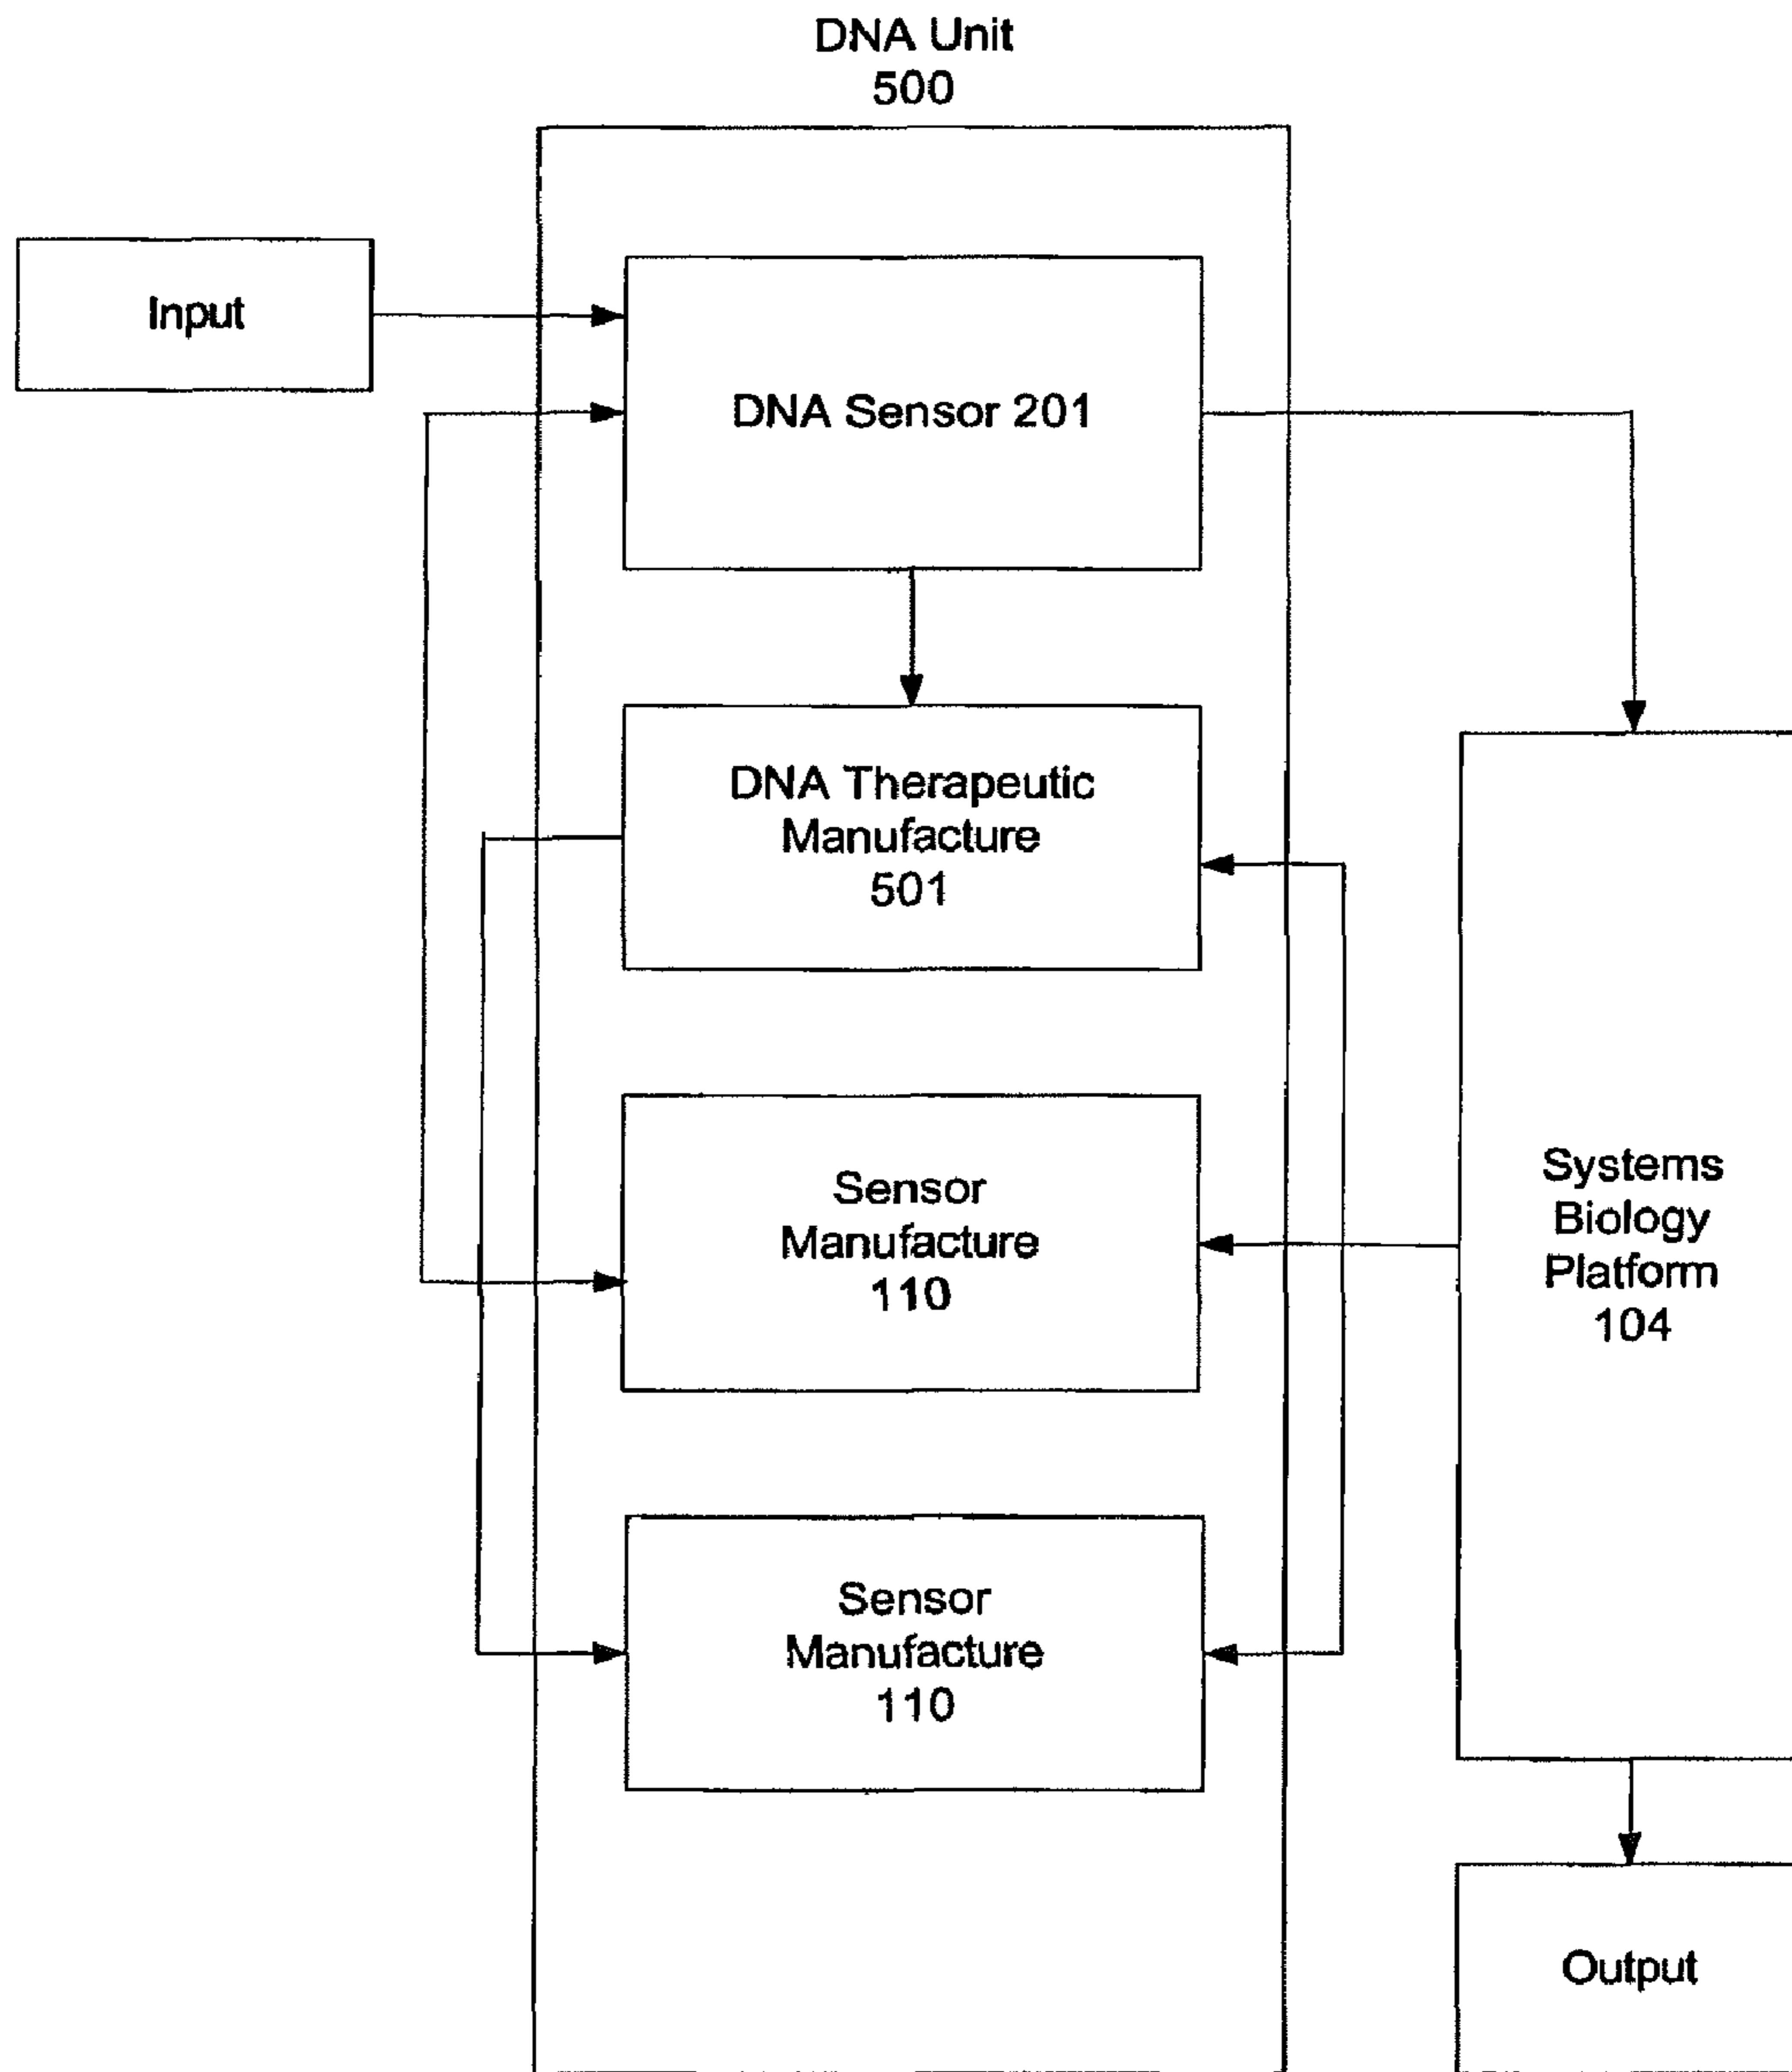 DNA Unit
500
Input
DNA Sensor 201
DNA Therapeutic
Manufacture
501
Sensor
Manufacture
110
Systems
Biology
Platform
104
Sensor
Manufacture
110
Output